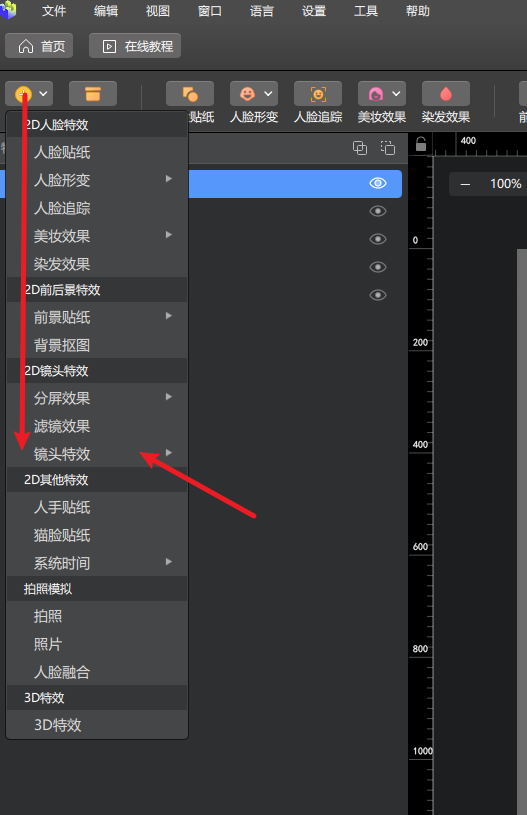 文件 编辑 视图 窗口 语言 设置 工具 帮助
首页 在线教程
贴纸 人脸形变 人脸追踪 美妆效果 染发效果
2D人脸特效
人脸贴纸
人脸形变
人脸追踪
美妆效果
染发效果
2D前后景特效
前景贴纸
背景抠图
2D镜头特效
分屏效果
滤镜效果
镜头特效
2D其他特效
人手贴纸
猫脸贴纸
系统时间
拍照模拟
拍照
照片
人脸融合
3D特效
3D特效
400
100%
0
200
400
600
800
1000